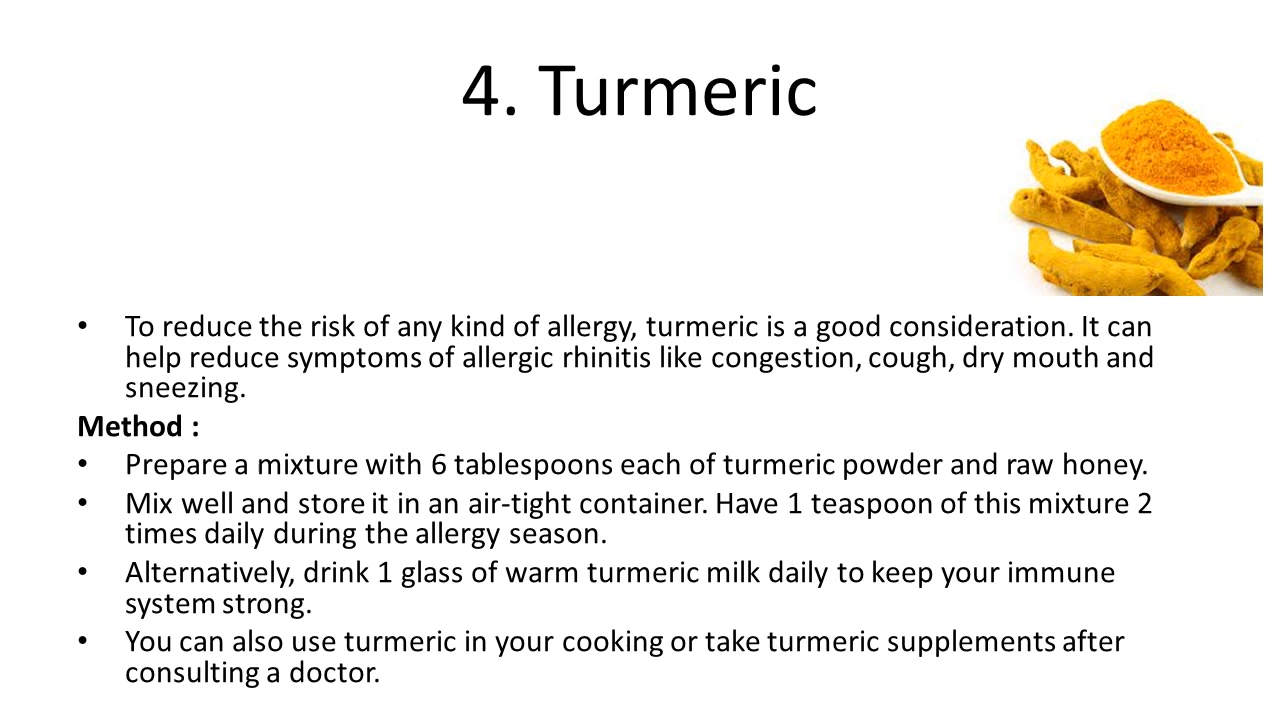 4. Turmeric
• To reduce the risk of any kind of allergy, turmeric is a good consideration. It can
help reduce symptoms of allergic rhinitis like congestion, cough, dry mouth and
sneezing.
Method :
• Prepare a mixture with 6 tablespoons each of turmeric powder and raw honey.
• Mix well and store it in an air-tight container. Have 1 teaspoon of this mixture 2
times daily during the allergy season.
• Alternatively, drink 1 glass of warm turmeric milk daily to keep your immune
system strong.
• You can also use turmeric in your cooking or take turmeric supplements after
consulting a doctor.